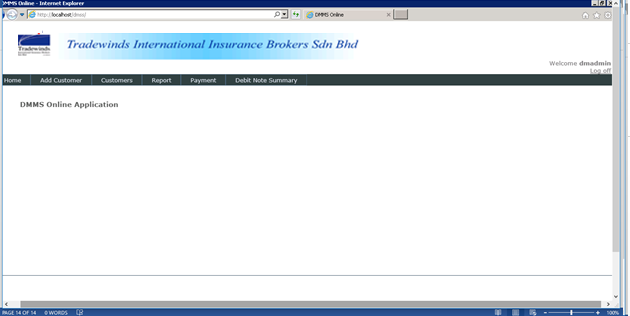 DMMS Online - Internet Explorer
http://localhost/dmes/
DMMS Online
Tradewinds
Tradewinds International Insurance Brokers Sdn Bhd
Welcome dmadmin
Log off
Home Add Customer Customers Report Payment Debit Note Summary
DMMS Online Application
PAGE 14 OF 14 0 WORDS 100%